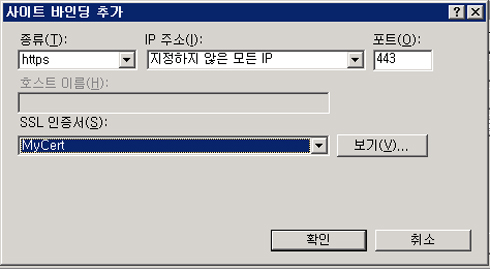 사이트 바인딩 추가
종류(T): IP 주소(I): 포트(O):
https 지정하지 않은 모든 IP 443
호스트 이름(H):
SSL 인증서(S):
MyCert 보기(V)...
확인 취소